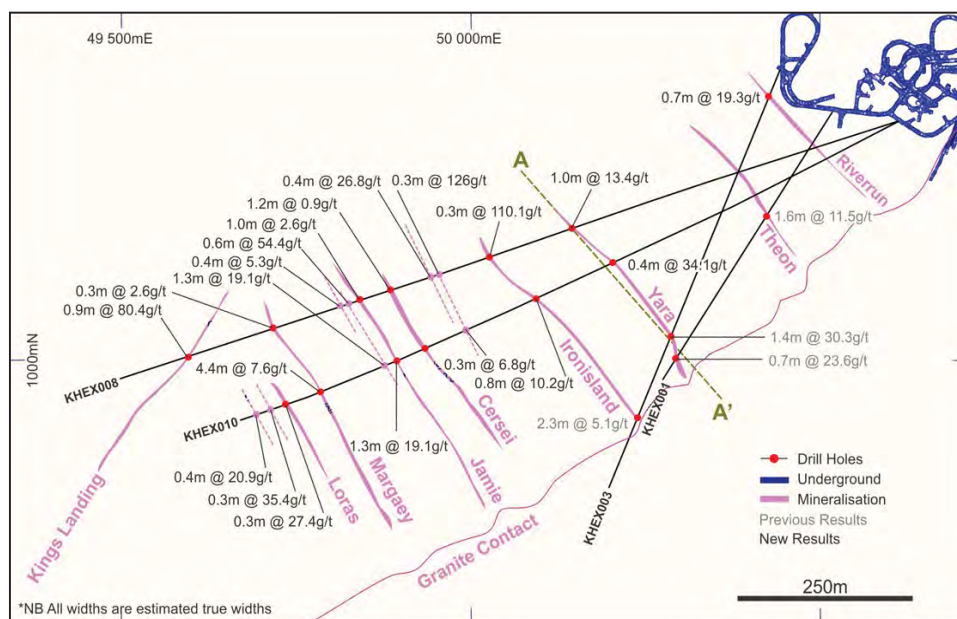 49 500mE
50 000mE
0.7m @ 19.3g/t
Riverrun
A
0.4m @ 26.8g/t
0.3m @ 126g/t
1.0m @ 13.4g/t
1.2m @ 0.9g/t
0.3m @ 110.1g/t
1.6m @ 11.5g/t
Theon
1.0m @ 2.6g/t
0.6m @ 54.4g/t
0.4m @ 5.3g/t
1.3m @ 19.1g/t
0.4m @ 34.1g/t
0.3m @ 2.6g/t
0.9m @ 80.4g/t
Yara
1.4m @ 30.3g/t
1000mN
0.3m @ 6.8g/t
0.7m @ 23.6g/t
KHEX008
4.4m @ 7.6g/t
0.8m @ 10.2g/t
Ironisland
KHEX001
A'
KHEX010
Cersei
2.3m @ 5.1g/t
1.3m @ 19.1g/t
0.4m @ 20.9g/t
0.3m @ 35.4g/t
0.3m @ 27.4g/t
Loras
Margaey
Jamie
Kings Landing
Granite Contact
KHEX003
Drill Holes
Underground
Mineralisation
Previous Results
New Results
250m
*NB All widths are estimated true widths